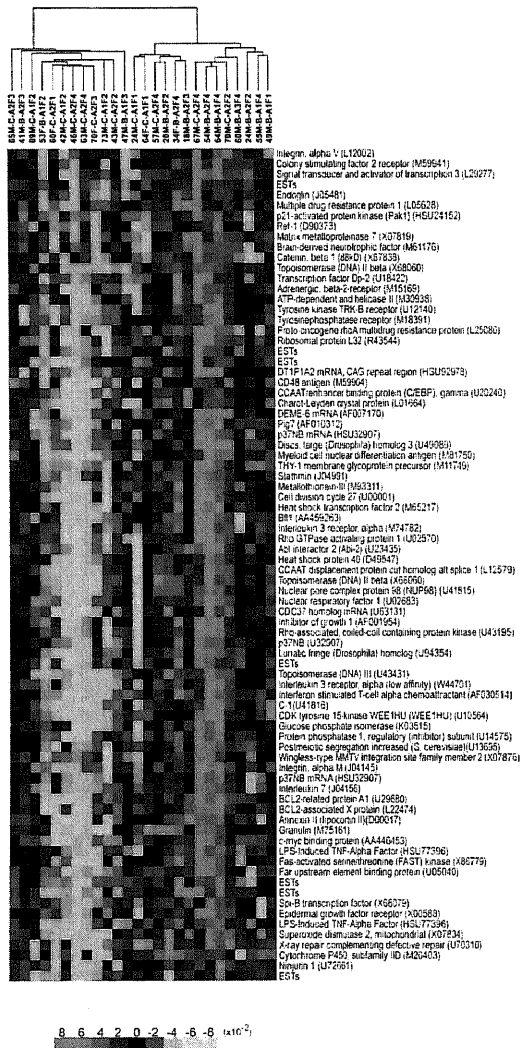 65M-C-A2F3
41M-B-A2F3
53F-B-A1F2
60F-C-A2F1
42M-C-A1F2
46M-C-A2F4
63M-C-A2F4
70F-C-A2F3
73M-C-A1F2
43M-C-A2F2
24M-C-A1F1
64F-C-A1F1
57M-C-A2F4
28M-B-A2F2
34F-B-A2F4
18M-B-A2F3
67M-C-A2F4
54M-B-A2F4
64M-B-A1F4
70M-C-A2F2
60M-B-A1F4
24M-B-A2F2
59M-B-A1F4
49M-B-A1F1
Integrin, alpha V (L12002)
Colony stimulating factor 2 receptor (M59941)
Signal transducer and activator of transcription 3 (L29277)
ESTs
Endoglin (J05481)
Multiple drug resistance protein 1 (L05628)
p21-activated protein kinase (Pak1) (HSU24152)
Ref-1 (D90373)
Matrix metalloproteinase 7 (X07819)
Brain-derived neurotrophic factor (M61176)
Catenin, beta 1 (88kD) (X87838)
Topoisomerase (DNA) II beta (X68060)
Transcription factor Dp-2 (U18422)
Adrenergic, beta-2-receptor (M15169)
ATP-dependent and helicase II (M30938)
Tyrosine kinase TRK-B receptor (U12140)
Tyrosinephosphatase receptor (M18391)
Proto-oncogene rhoA multidrug resistance protein (L25080)
Ribosomal protein L32 (R43544)
ESTs
ESTs
DT1P1A2 mRNA, CAG repeat region (HSU92978)
CD48 antigen (M59904)
CCAAT/enhancer binding protein (C/EBP), gamma (U20240)
Charot-Leyden crystal protein (L01664)
DEME-6 mRNA (AF007170)
Pig7 (AF010312)
p37NB mRNA (HSU32907)
Discs, large (Drosophila) homolog 3 (U49089)
Myeloid cell nuclear differentiation antigen (M81750)
THY-1 membrane glycoprotein precursor (M11749)
Stathmin (J04991)
Metallothionein-III (M93311)
Cell division cycle 27 (U00001)
Heat shock transcription factor 2 (M65217)
(AA459263)
Interleukin 3 receptor, alpha (M74782)
Rho GTPase activating protein 1 (U02570)
Abl interactor 2 (Abi-2) (U23435)
Heat shock protein 40 (D49547)
CCAAT displacement protein cut homolog alt splice 1 (L12579)
Topoisomerase (DNA) II beta (X68060)
Nuclear pore complex protein 98 (NUP98) (U41815)
Nuclear respiratory factor 1 (U02683)
CDC37 homolog mRNA (U63131)
Inhibitor of growth 1 (AF001954)
Rho-associated, coiled-coil containing protein kinase (U43195)
p37NB (U32907)
Lunatic fringe (Drosophila) homolog (U94354)
ESTs
Topoisomerase (DNA) III (U43431)
Interleukin 3 receptor, alpha (low affinity) (W44701)
Interferon stimulated T-cell alpha chemoattractant (AF030514)
C-1(U41816)
CDK tyrosine 15-kinase WEE1HU (WEE1HU) (U10564)
Glucose phosphate isomerase (K03515)
Protein phosphatase 1, regulatory (inhibitor) subunit (U14575)
Postmeiotic segregation increased (S. cerevisiae)(U13695)
Wingless-type MMTV integration site family member 2 (X07876)
Integrin, alpha M (J04145)
p37NB mRNA (HSU32907)
Interleukin 7 (J04156)
BCL2-related protein A1 (U29680)
BCL2-associated X protein (L22474)
Annexin II (lipocortin II)(D00017)
Granulin (M75161)
c-myc binding protein (AA446453)
LPS-Induced TNF-Alpha Factor (HSU77396)
Fas-activated serine/threonine (FAST) kinase (X86779)
Far upstream element binding protein (U05040)
ESTs
ESTs
Spi-B transcription factor (X66079)
Epidermal growth factor receptor (X00588)
LPS-Induced TNF-Alpha Factor (HSU77396)
Superoxide dismutase 2, mitochondrial (X07834)
X-ray repair complementing defective repair (U70310)
Cytochrome P450, subfamily IID (M20403)
Ninjurin 1 (U72661)
ESTs
8 6 4 2 0 -2 -4 -6 -8 (x10⁻²)